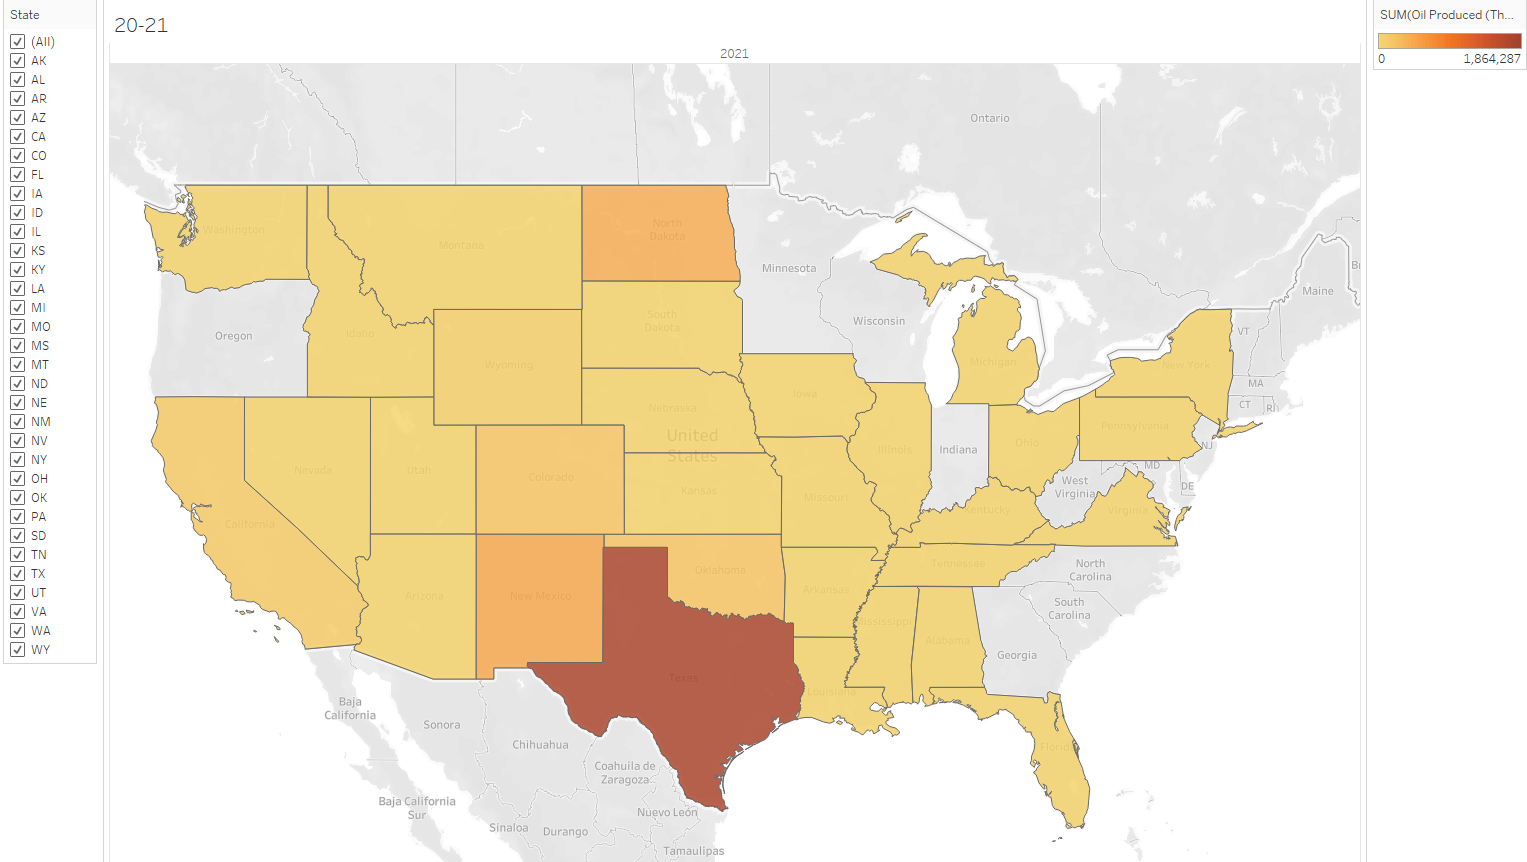 State
(All)
AK
AL
AR
AZ
CA
CO
FL
IA
ID
IL
KS
KY
LA
MI
MO
MS
MT
ND
NE
NM
NV
NY
OH
OK
PA
SD
TN
TX
UT
VA
WA
WY
20-21
2021
Ontario
Washington
Montana
North
Dakota
Minnesota
Maine
Oregon
Idaho
South
Dakota
Wisconsin
VT
Wyoming
Michigan
New York
MA
Nebraska
Iowa
CT
RI
United
States
Pennsylvania
Nevada
Utah
Colorado
Kansas
Missouri
Illinois
Indiana
Ohio
NJ
MD
West
Virginia
DE
California
Kentucky
Virginia
Arizona
New Mexico
Oklahoma
Arkansas
Tennessee
North
Carolina
South
Carolina
Mississippi
Alabama
Georgia
Texas
Louisiana
Florida
Baja
California
Sonora
Chihuahua
Coahuila de
Zaragoza
Baja California
Sur
Sinaloa
Durango
Nuevo León
Tamaulipas
SUM(Oil Produced (Th...
0
1,864,287